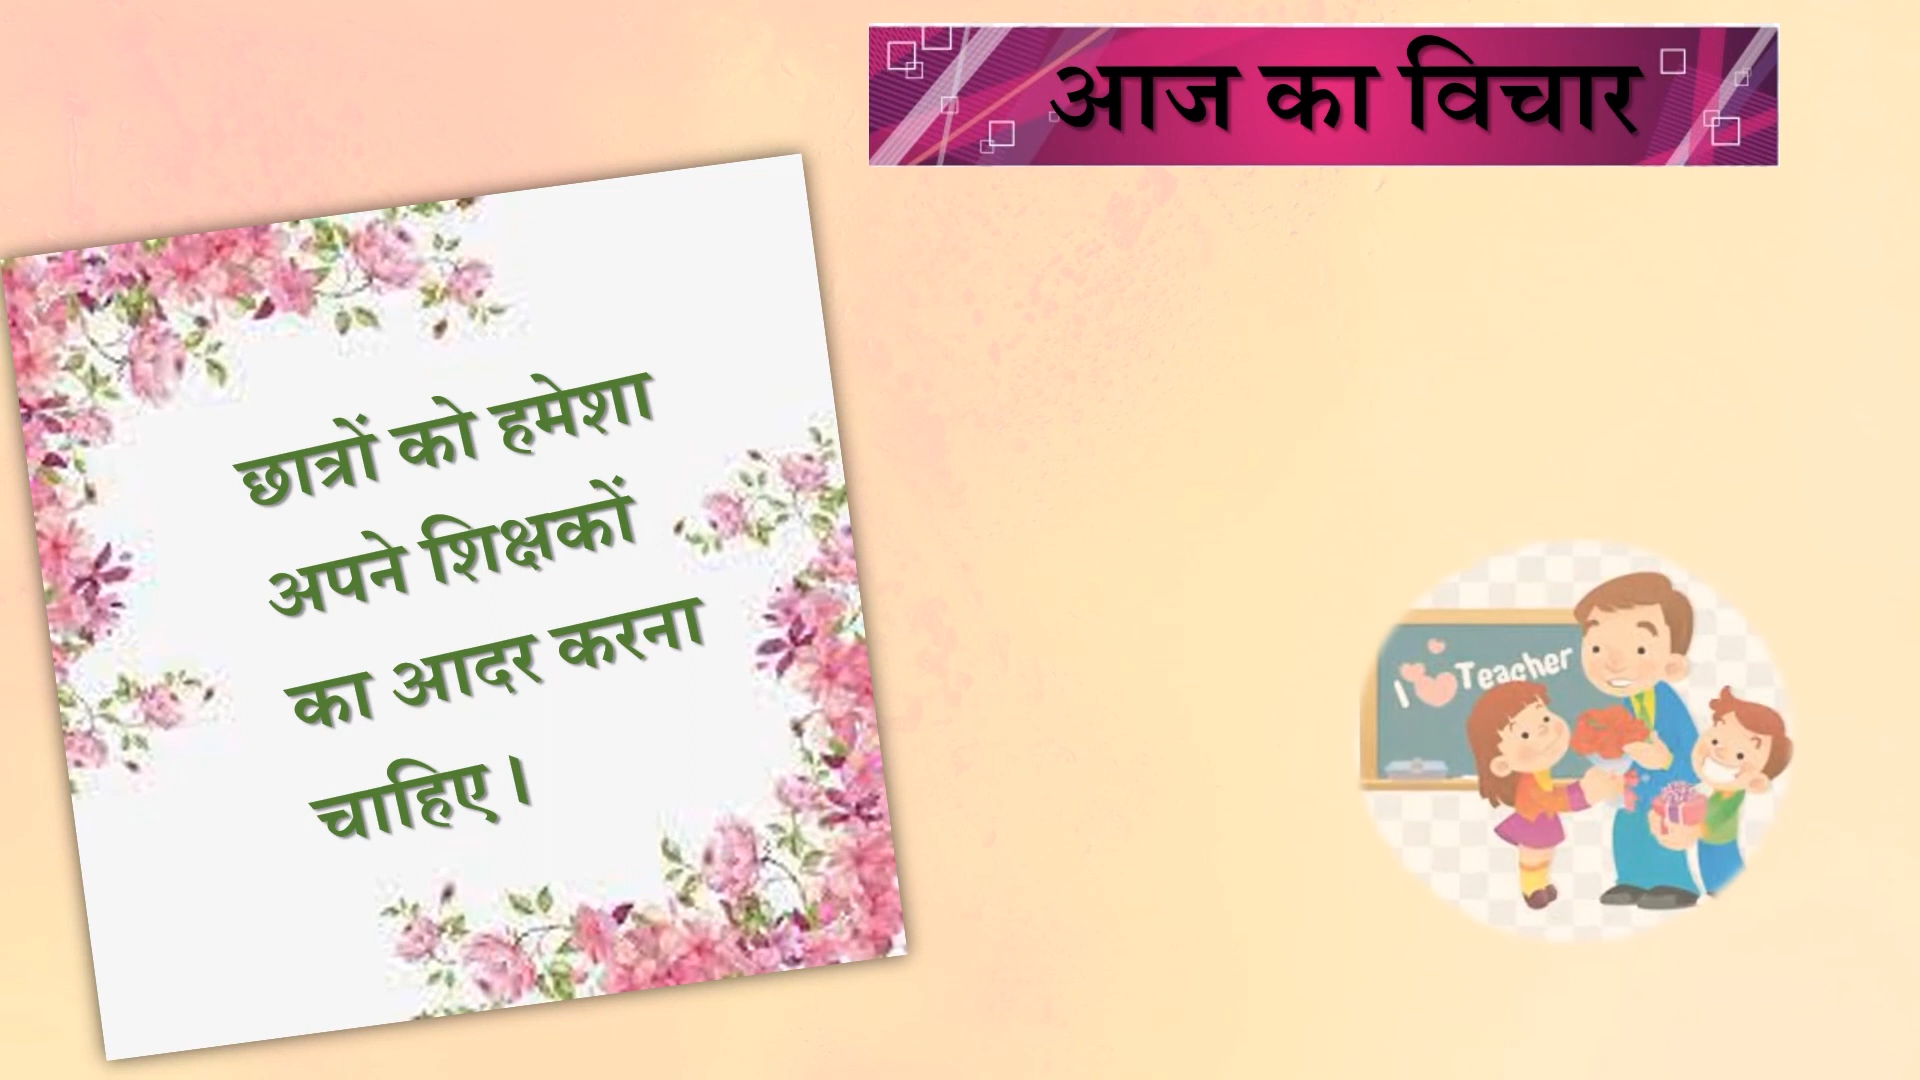 आज का विचार
छात्रों को हमेशा
अपने शिक्षकों
का आदर करना
चाहिए।
I Teacher